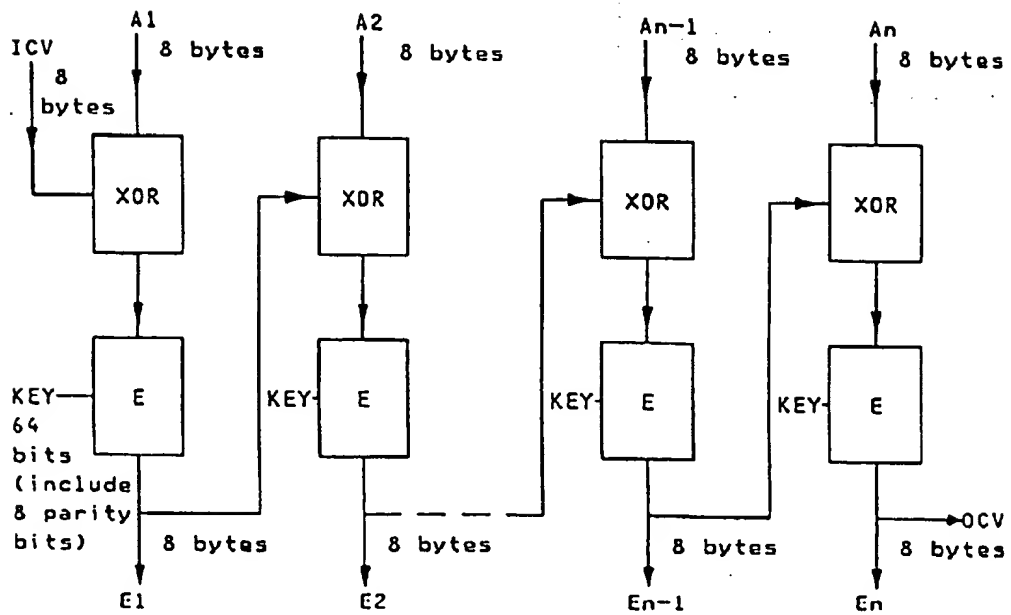 A1
A2
An-1
An
ICV
8 bytes
8 bytes
8 bytes
8 bytes
8
bytes
XOR
XOR
XOR
XOR
KEY
E
KEY
E
KEY
E
KEY
E
64
bits
(include
8 parity
bits)
OCV
8 bytes
8 bytes
8 bytes
8 bytes
E1
E2
En-1
En